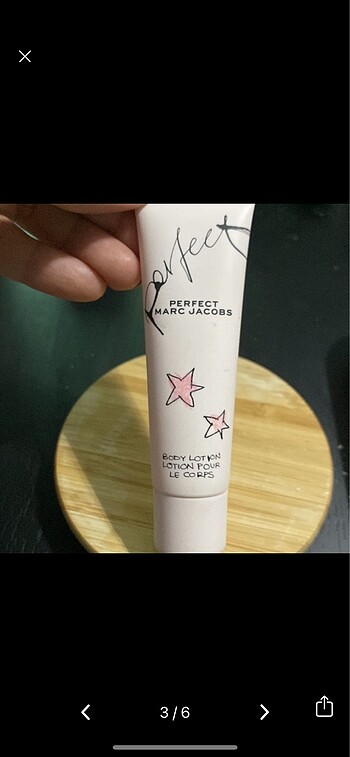 perfect
PERFECT
MARC JACOBS
BODY LOTION
LOTION POUR
LE CORPS
3/6